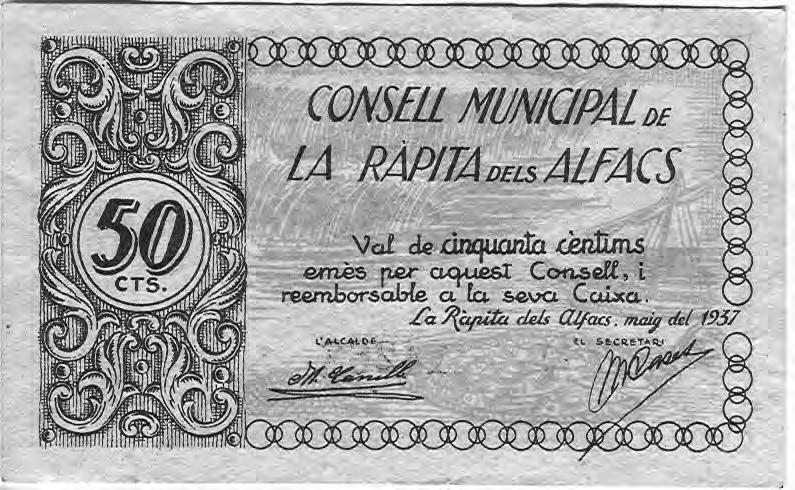 CONSELL MUNICIPAL DE
LA RÀPITA DELS ALFACS
50
CTS.
Val de cinquanta cèntims
emès per aquest Consell, i
reemborsable a la seva Caixa.
La Ràpita dels Alfacs, maig del 1937
L'ALCALDE
EL SECRETARI